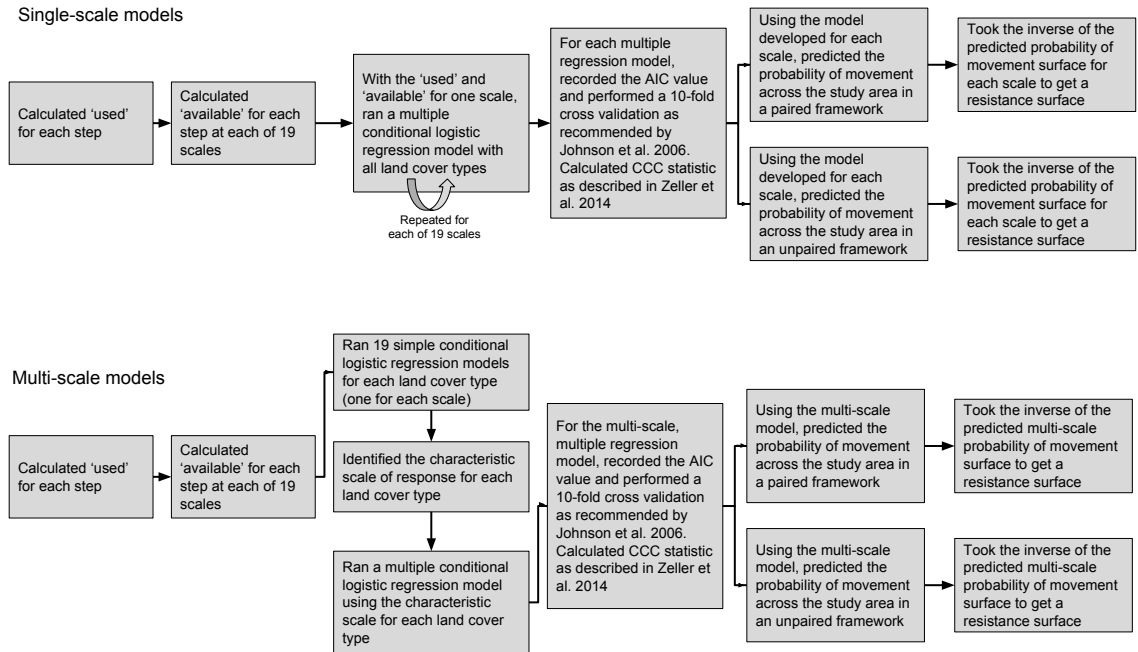 Single-scale models
Calculated ‘used’
for each step
Calculated
‘available’ for each
step at each of 19
scales
With the ‘used’ and
‘available’ for one scale,
ran a multiple
conditional logistic
regression model with
all land cover types
Repeated for
each of 19 scales
For each multiple
regression model,
recorded the AIC value
and performed a 10-fold
cross validation as
recommended by
Johnson et al. 2006.
Calculated CCC statistic
as described in Zeller et
al. 2014
Using the model
developed for each
scale, predicted the
probability of movement
across the study area in
a paired framework
Took the inverse of the
predicted probability of
movement surface for
each scale to get a
resistance surface
Using the model
developed for each
scale, predicted the
probability of movement
across the study area in
an unpaired framework
Took the inverse of the
predicted probability of
movement surface for
each scale to get a
resistance surface
Multi-scale models
Calculated ‘used’
for each step
Calculated
‘available’ for each
step at each of 19
scales
Ran 19 simple conditional
logistic regression models
for each land cover type
(one for each scale)
Identified the characteristic
scale of response for each
land cover type
Ran a multiple conditional
logistic regression model
using the characteristic
scale for each land cover
type
For the multi-scale,
multiple regression
model, recorded the AIC
value and performed a
10-fold cross validation
as recommended by
Johnson et al. 2006.
Calculated CCC statistic
as described in Zeller et
al. 2014
Using the multi-scale
model, predicted the
probability of movement
across the study area in
a paired framework
Took the inverse of the
predicted multi-scale
probability of movement
surface to get a
resistance surface
Using the multi-scale
model, predicted the
probability of movement
across the study area in
an unpaired framework
Took the inverse of the
predicted multi-scale
probability of movement
surface to get a
resistance surface